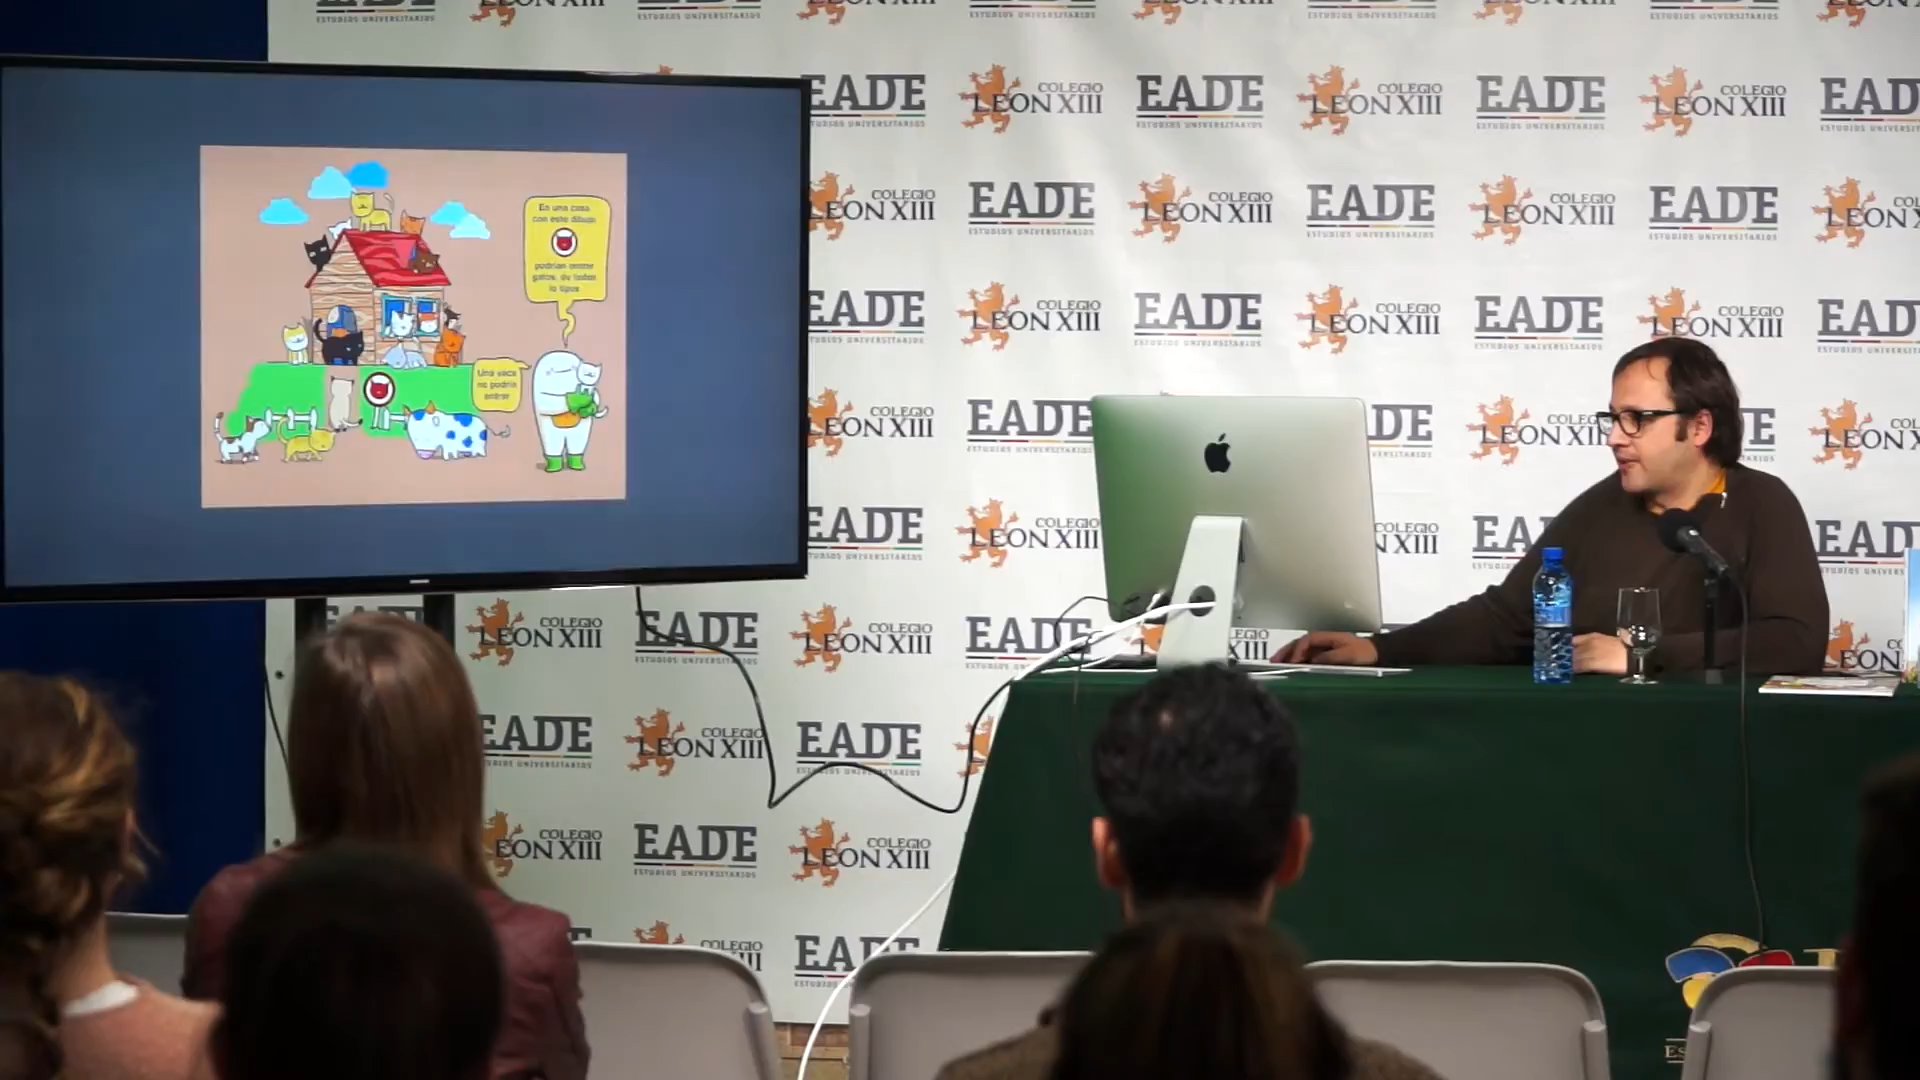 En una casa
con este dibujo
podrían entrar
gatos de todos
lo tipos
Una vaca
no podría
entrar
EADE
ESTUDIOS UNIVERSITARIOS
COLEGIO
LEON XIII